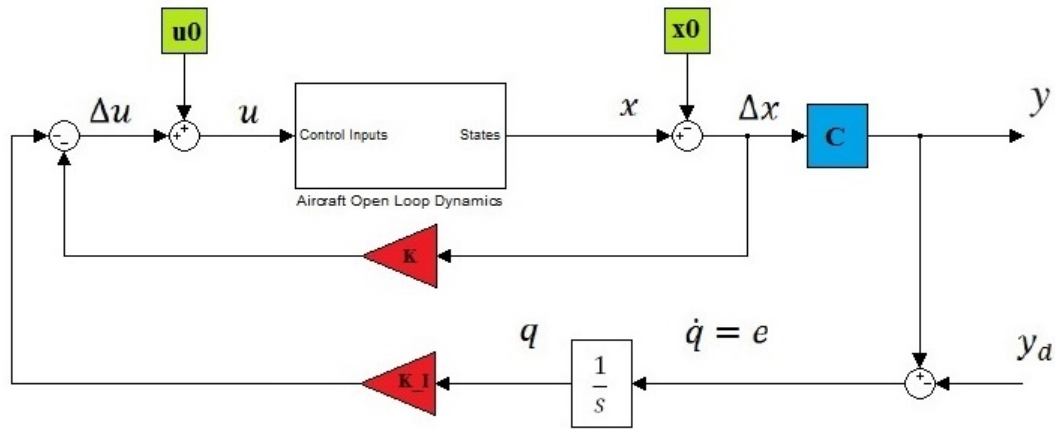 u0
x0
Δu
u
x
Δx
y
Control Inputs
States
C
Aircraft Open Loop Dynamics
K
q
q̇ = e
y_d
K_I
1
s